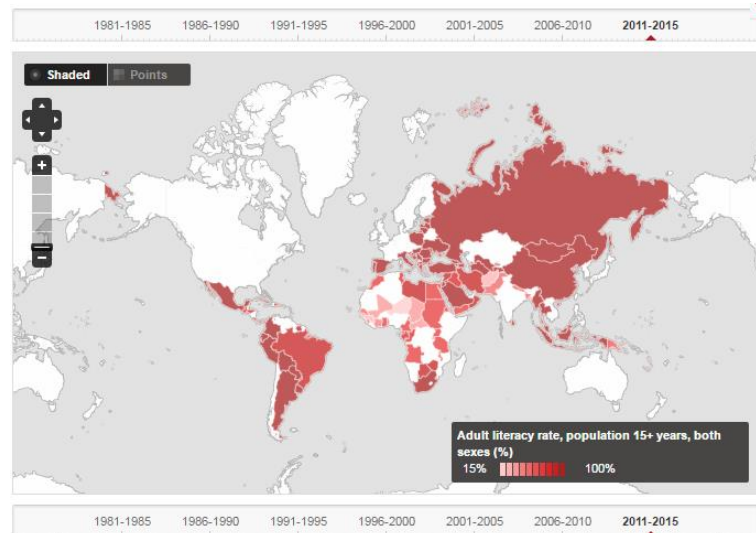 1981-1985 1986-1990 1991-1995 1996-2000 2001-2005 2006-2010 2011-2015
Shaded Points
+
−
Adult literacy rate, population 15+ years, both
sexes (%)
15% 100%
1981-1985 1986-1990 1991-1995 1996-2000 2001-2005 2006-2010 2011-2015